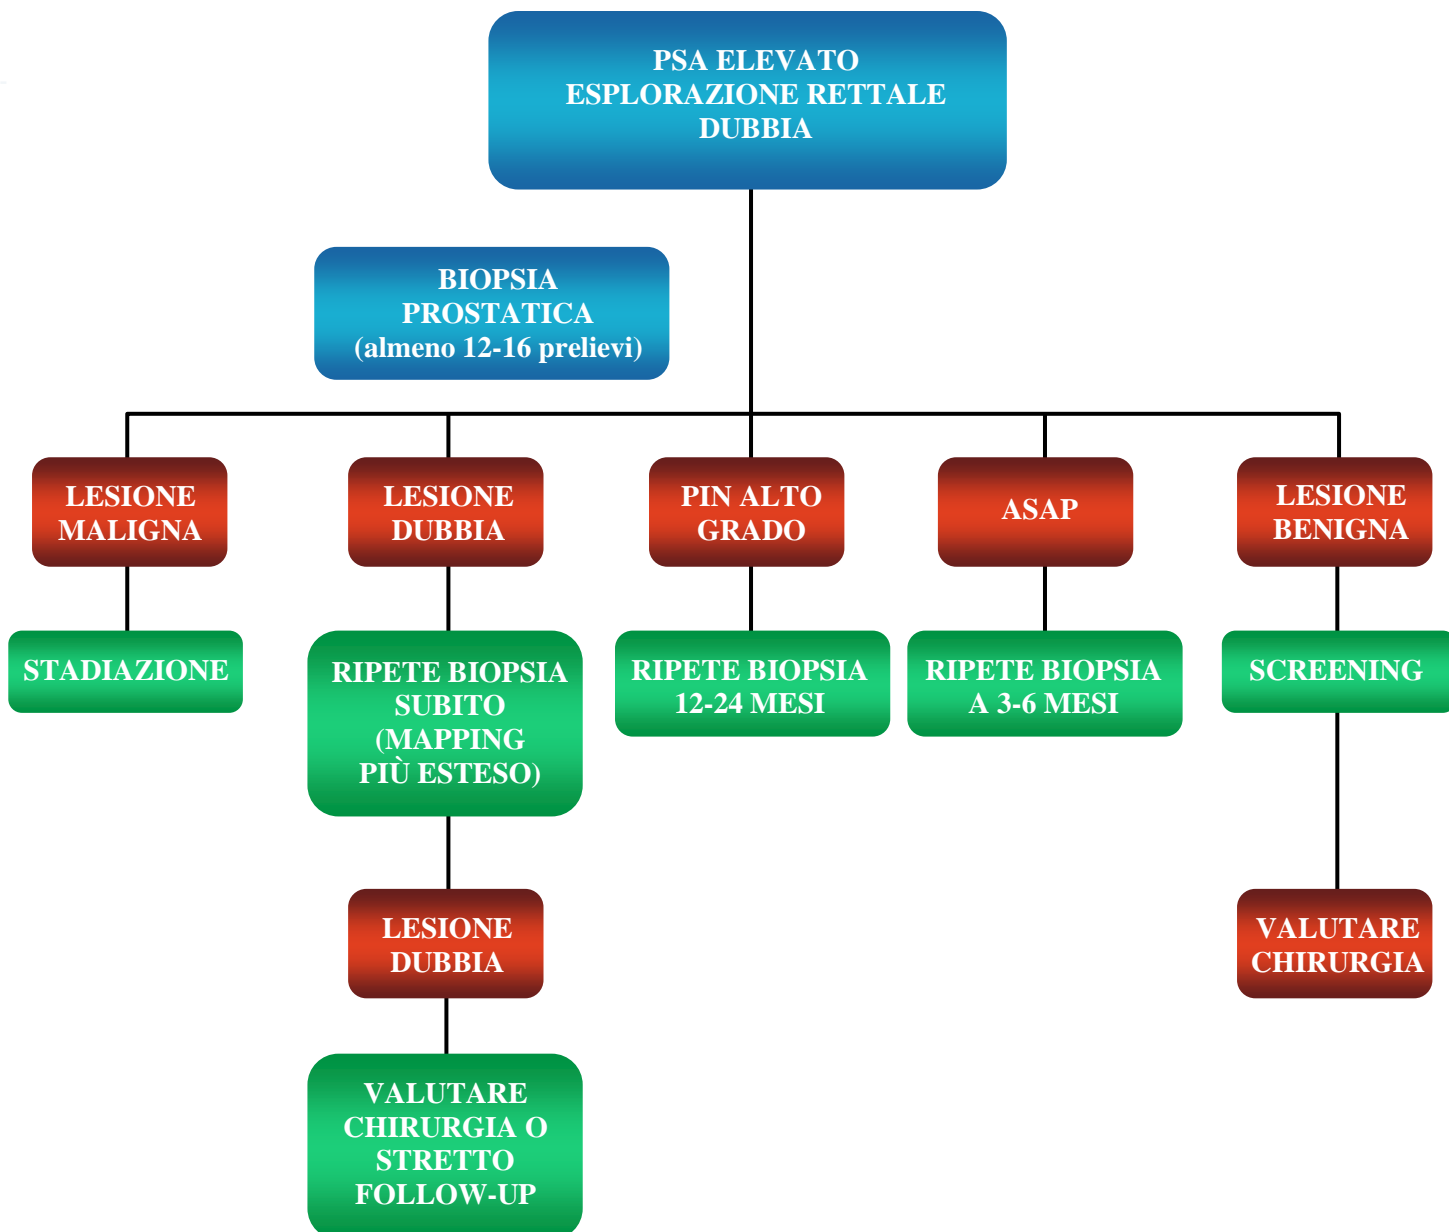 PSA ELEVATO
ESPLORAZIONE RETTALE
DUBBIA
BIOPSIA
PROSTATICA
(almeno 12-16 prelievi)
LESIONE
MALIGNA
LESIONE
DUBBIA
PIN ALTO
GRADO
ASAP
LESIONE
BENIGNA
STADIAZIONE
RIPETE BIOPSIA
SUBITO
(MAPPING
PIÙ ESTESO)
RIPETE BIOPSIA
12-24 MESI
RIPETE BIOPSIA
A 3-6 MESI
SCREENING
LESIONE
DUBBIA
VALUTARE
CHIRURGIA
VALUTARE
CHIRURGIA O
STRETTO
FOLLOW-UP